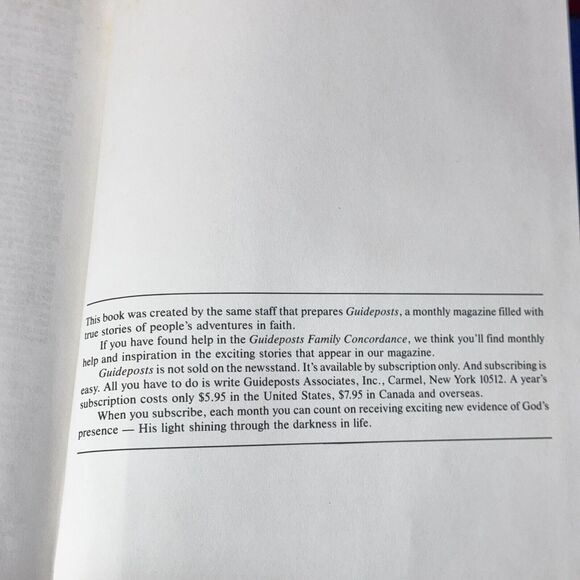 This book was created by the same staff that prepares Guideposts, a monthly magazine filled with
true stories of people's adventures in faith.
If you have found help in the Guideposts Family Concordance, we think you'll find monthly
help and inspiration in the exciting stories that appear in our magazine.
Guideposts is not sold on the newsstand. It's available by subscription only. And subscribing is
easy. All you have to do is write Guideposts Associates, Inc., Carmel, New York 10512. A year's
subscription costs only $5.95 in the United States, $7.95 in Canada and overseas.
When you subscribe, each month you can count on receiving exciting new evidence of God's
presence — His light shining through the darkness in life.